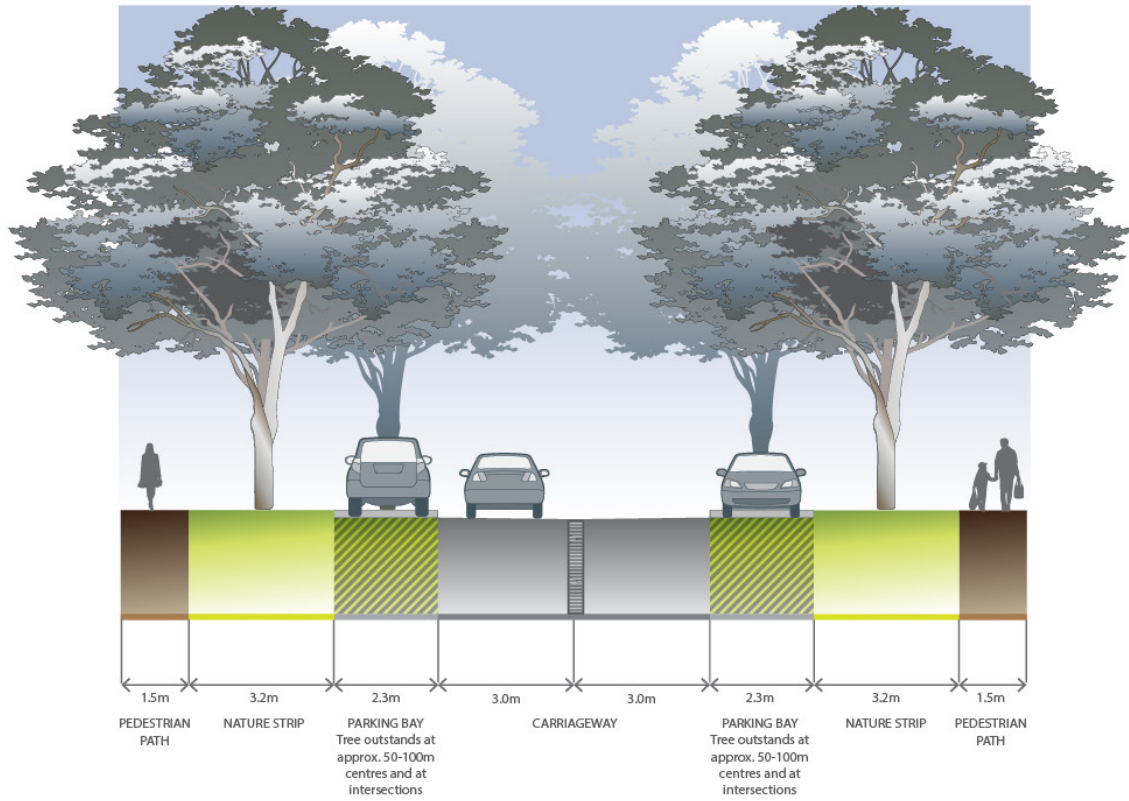 1.5m
3.2m
2.3m
3.0m
3.0m
2.3m
3.2m
1.5m
PEDESTRIAN
PATH
NATURE STRIP
PARKING BAY
Tree outstands at
approx. 50-100m
centres and at
intersections
CARRIAGEWAY
PARKING BAY
Tree outstands at
approx. 50-100m
centres and at
intersections
NATURE STRIP
PEDESTRIAN
PATH